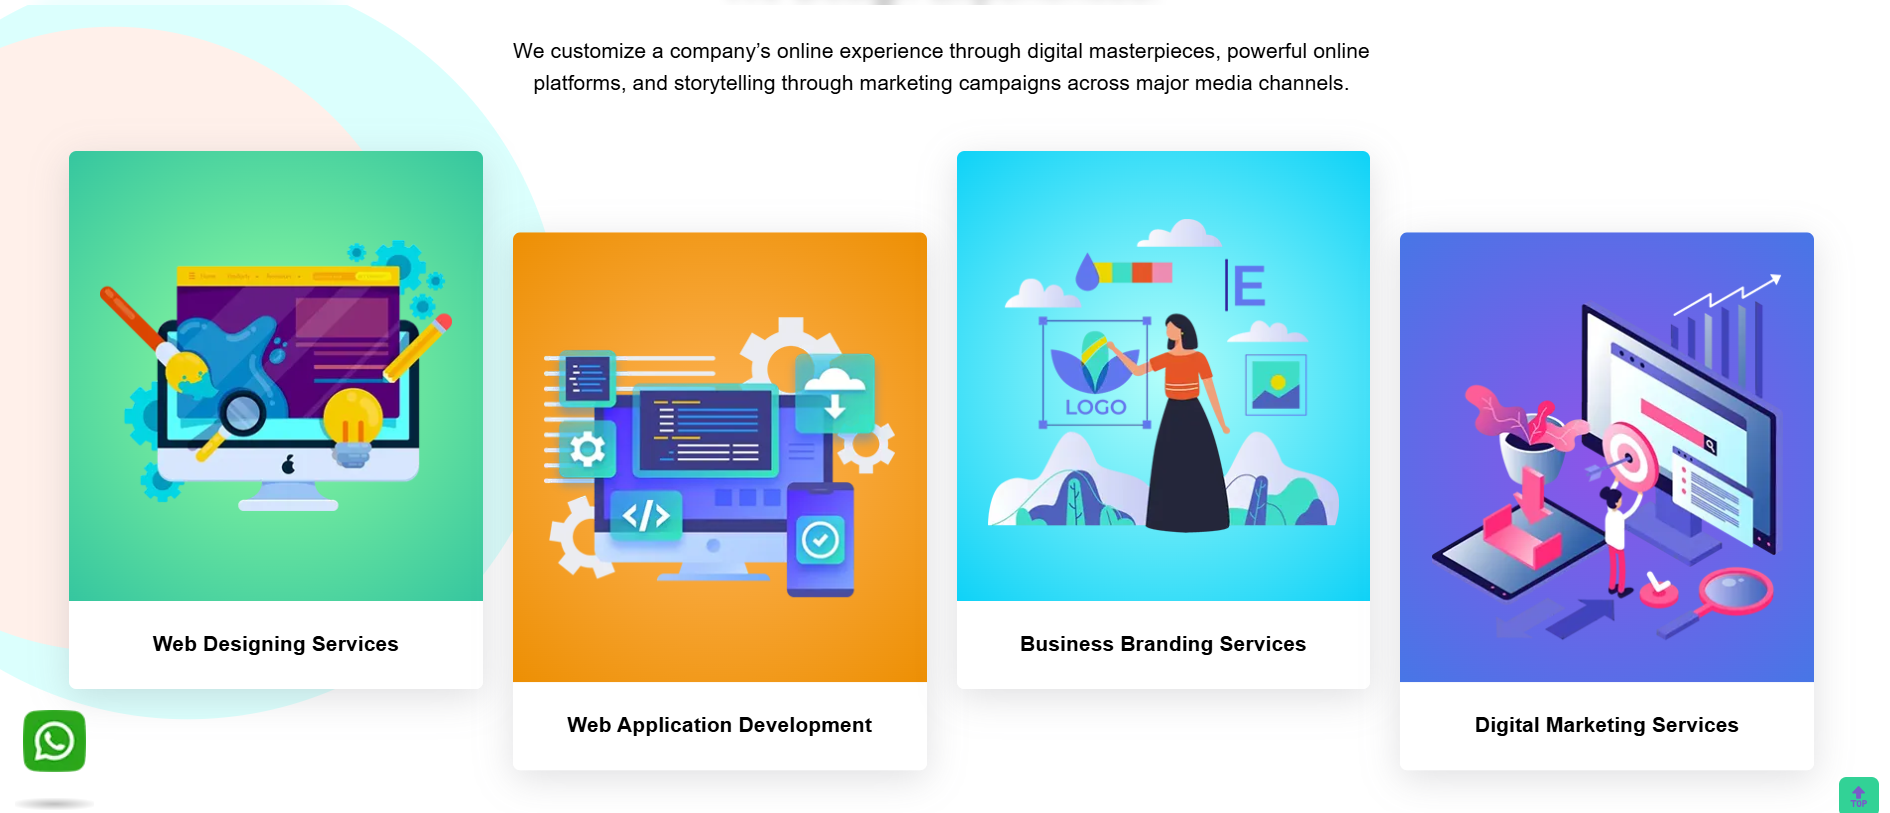 We customize a company’s online experience through digital masterpieces, powerful online
platforms, and storytelling through marketing campaigns across major media channels.
E
LOGO
</>
Web Designing Services
Business Branding Services
Web Application Development
Digital Marketing Services
TOP